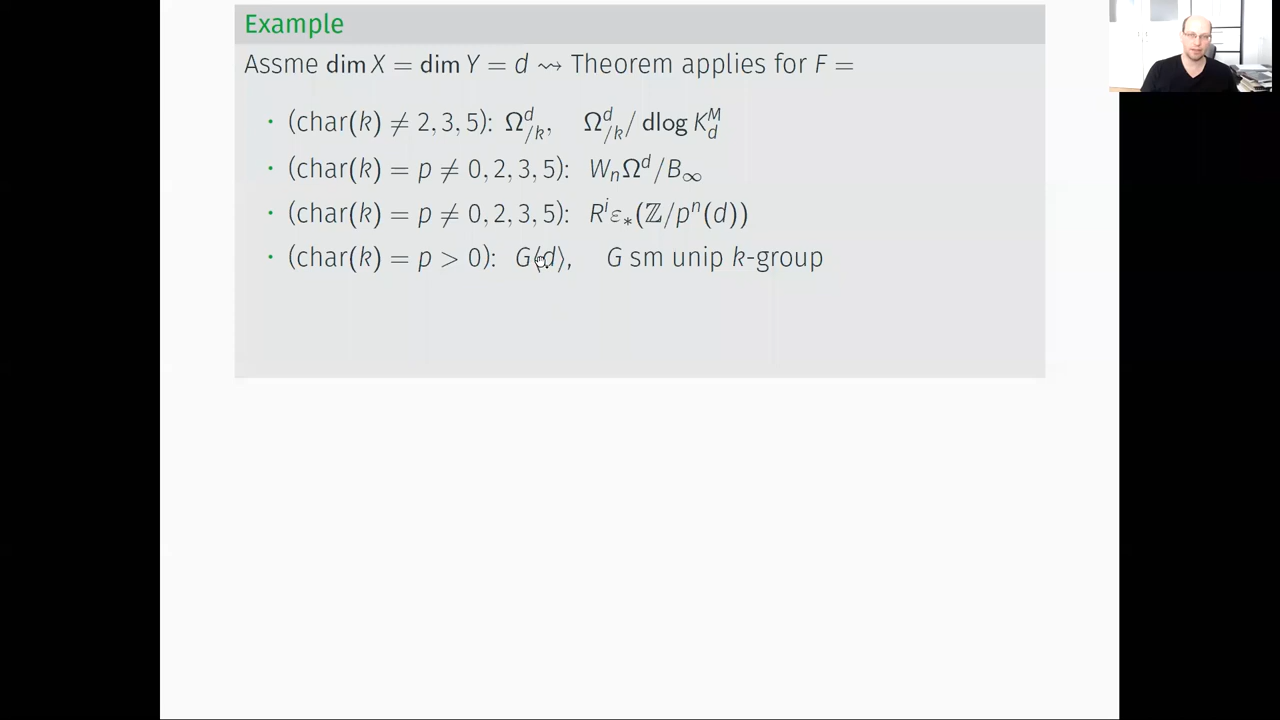 Example
Assme dim X = dim Y = d ⇝ Theorem applies for F =
• (char(k) ≠ 2, 3, 5): Ω^d_{/k}, Ω^d_{/k}/ dlog K^M_d
• (char(k) = p ≠ 0, 2, 3, 5): W_nΩ^d/B_∞
• (char(k) = p ≠ 0, 2, 3, 5): R^iε_*(ℤ/p^n(d))
• (char(k) = p > 0): G⟨d⟩, G sm unip k-group